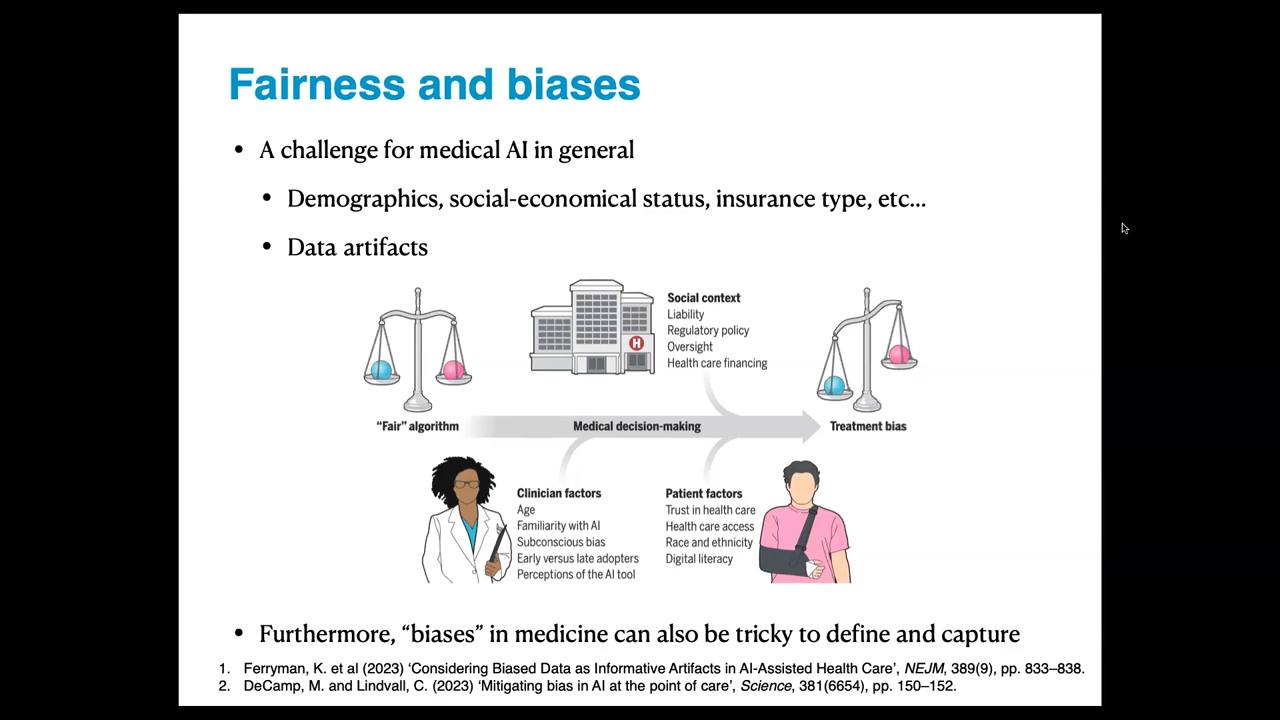 Fairness and biases
• A challenge for medical AI in general
• Demographics, social-economical status, insurance type, etc...
• Data artifacts
Social context
Liability
Regulatory policy
Oversight
Health care financing
H
“Fair” algorithm
Medical decision-making
Treatment bias
Clinician factors
Age
Familiarity with AI
Subconscious bias
Early versus late adopters
Perceptions of the AI tool
Patient factors
Trust in health care
Health care access
Race and ethnicity
Digital literacy
• Furthermore, “biases” in medicine can also be tricky to define and capture
1. Ferryman, K. et al (2023) ‘Considering Biased Data as Informative Artifacts in AI-Assisted Health Care’, NEJM, 389(9), pp. 833–838.
2. DeCamp, M. and Lindvall, C. (2023) ‘Mitigating bias in AI at the point of care’, Science, 381(6654), pp. 150–152.